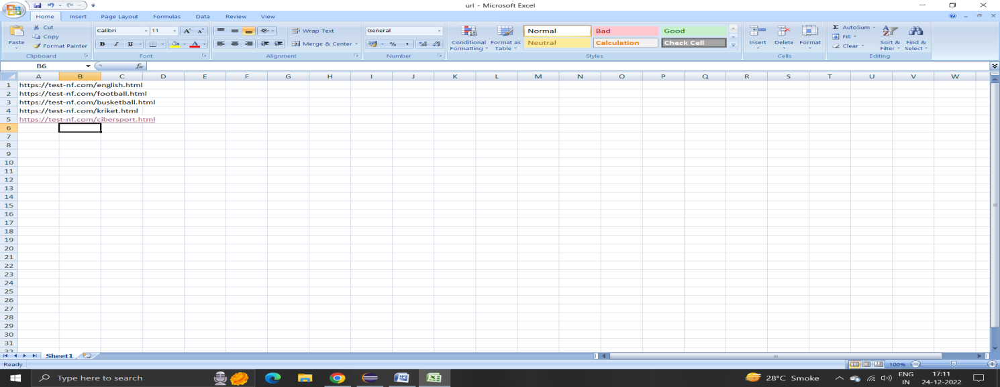 url - Microsoft Excel
Home Insert Page Layout Formulas Data Review View
Cut
Copy
Format Painter
Paste
Clipboard
Calibri 11 A A
B I U A
Font
Wrap Text
Merge & Center
Alignment
General
%
Number
Conditional Formatting
Format as Table
Normal Bad Good
Neutral Calculation Check Cell
Styles
Insert Delete Format
Cells
Σ AutoSum
Fill
Clear
Sort & Filter
Find & Select
Editing
B6 fx
A B C D E F G H I J K L M N O P Q R S T U V W
1 https://test-nf.com/english.html
2 https://test-nf.com/football.html
3 https://test-nf.com/busketball.html
4 https://test-nf.com/kriket.html
5 https://test-nf.com/cibersport.html
6
7
8
9
10
11
12
13
14
15
16
17
18
19
20
21
22
23
24
25
26
27
28
29
30
31
32
Sheet1
Ready 100%
Type here to search
28°C Smoke
ENG
IN
17:11
24-12-2022